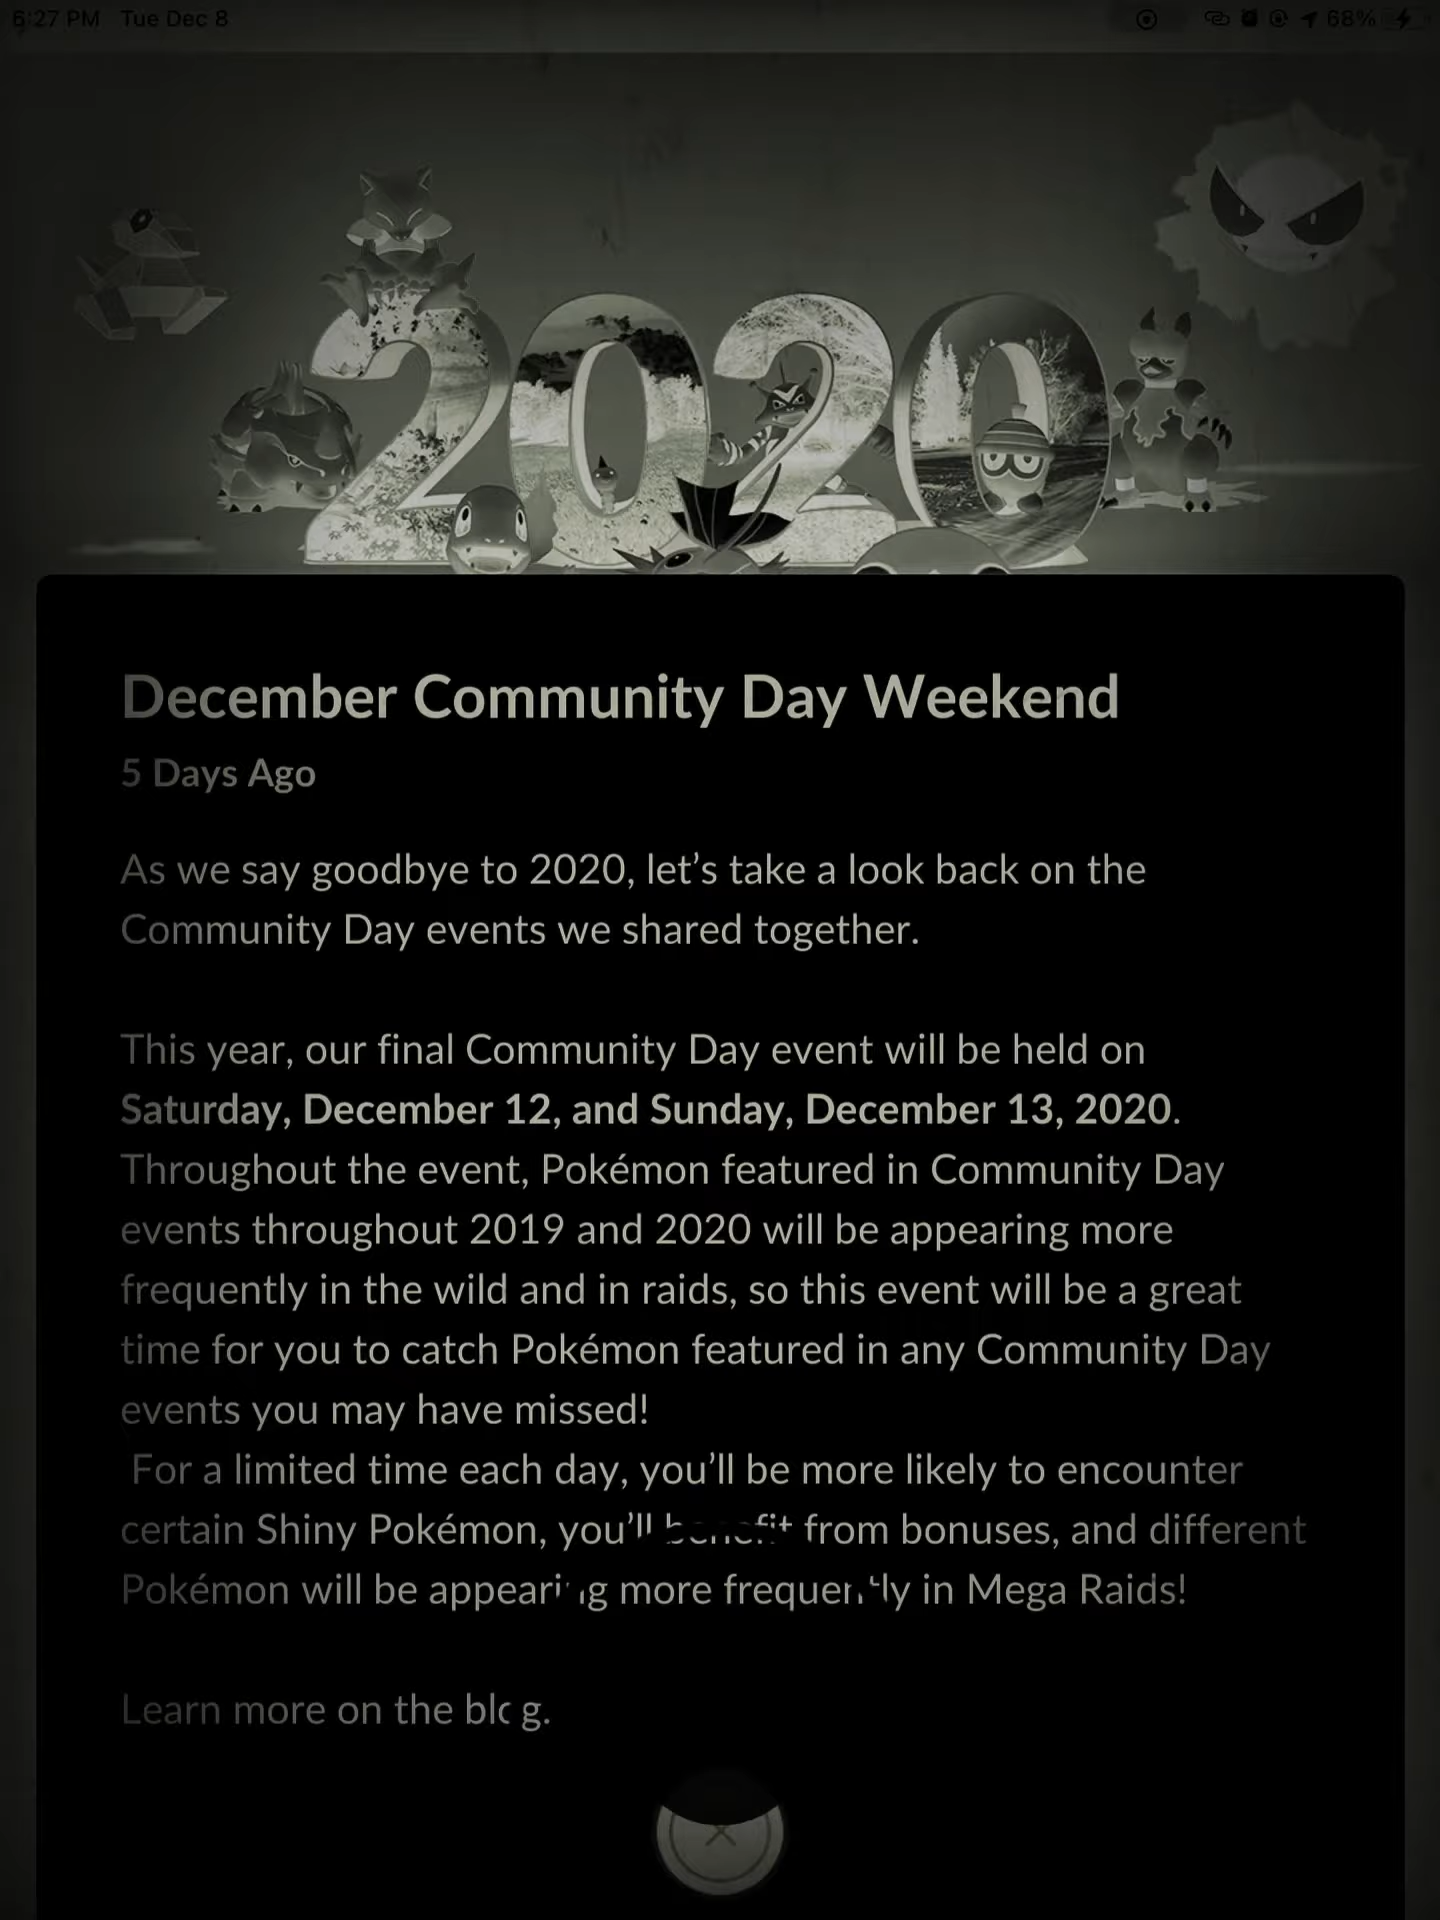 6:27 PM Tue Dec 8 68%
2020
December Community Day Weekend
5 Days Ago
As we say goodbye to 2020, let's take a look back on the
Community Day events we shared together.
This year, our final Community Day event will be held on
Saturday, December 12, and Sunday, December 13, 2020.
Throughout the event, Pokémon featured in Community Day
events throughout 2019 and 2020 will be appearing more
frequently in the wild and in raids, so this event will be a great
time for you to catch Pokémon featured in any Community Day
events you may have missed!
For a limited time each day, you'll be more likely to encounter
certain Shiny Pokémon, you'll benefit from bonuses, and different
Pokémon will be appearing more frequently in Mega Raids!
Learn more on the blog.